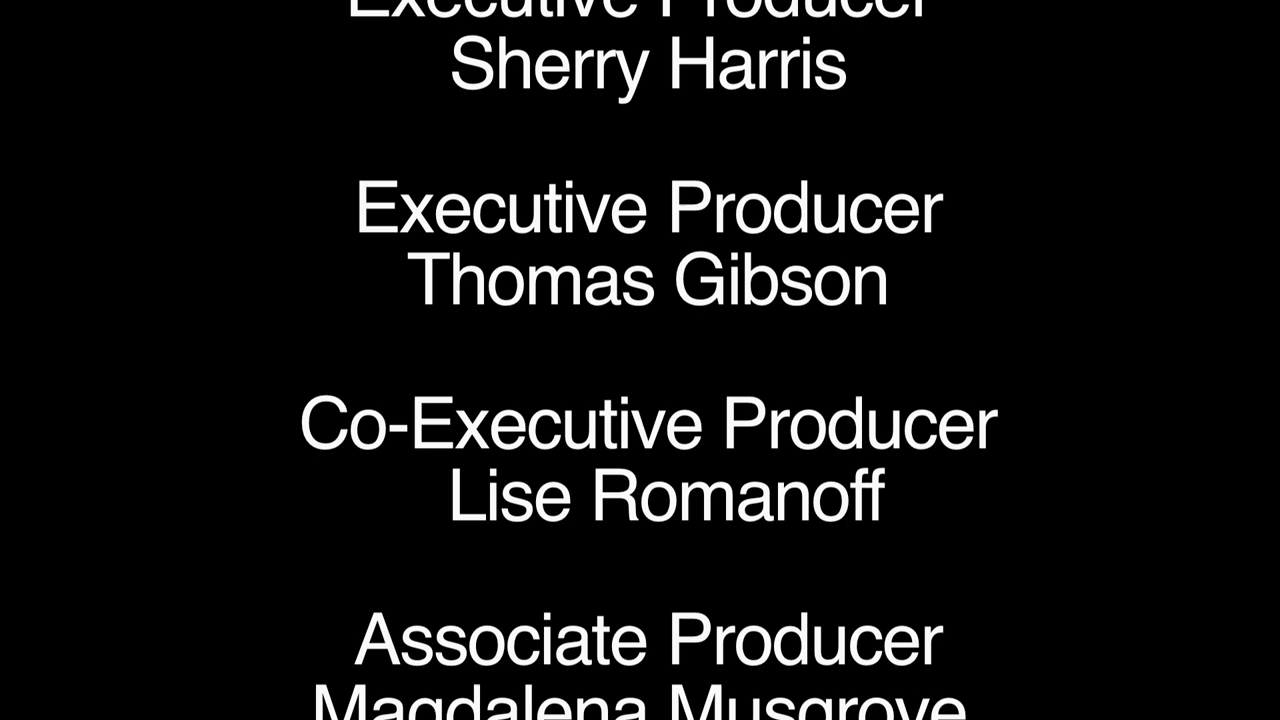 Executive Producer
Sherry Harris
Executive Producer
Thomas Gibson
Co-Executive Producer
Lise Romanoff
Associate Producer
Magdalena Musgrove